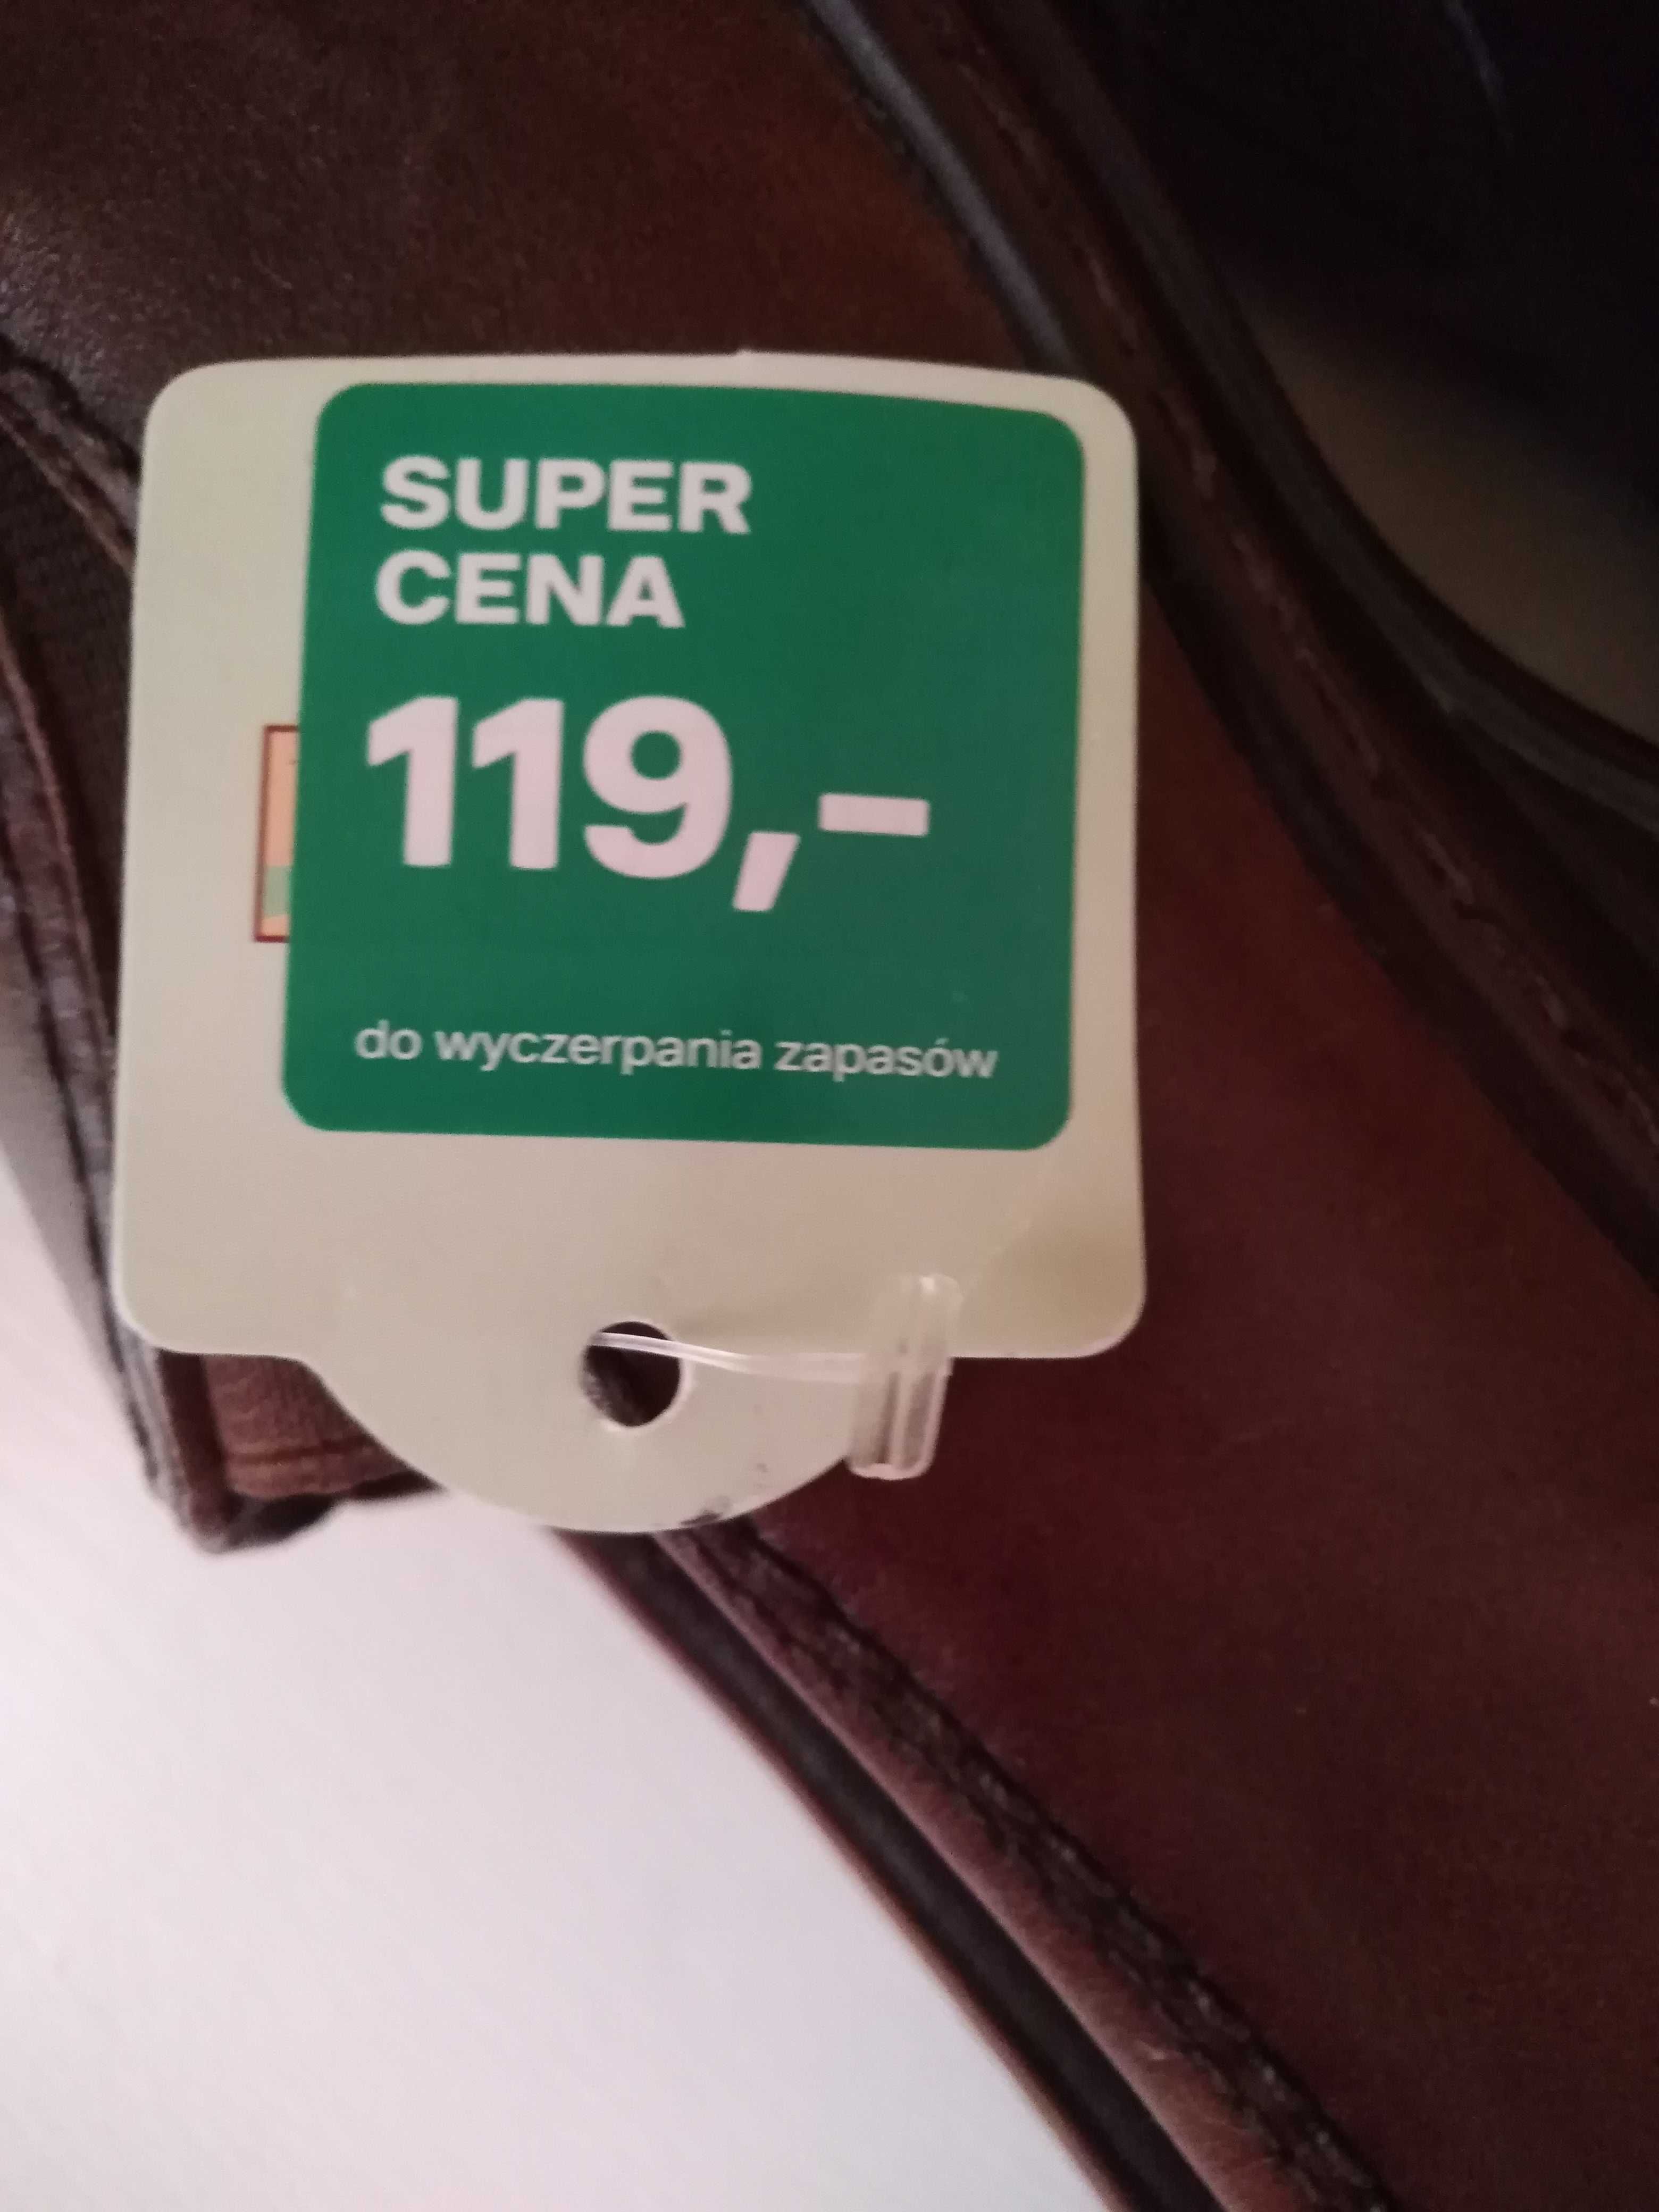 SUPER
CENA
119,-
do wyczerpania zapasów